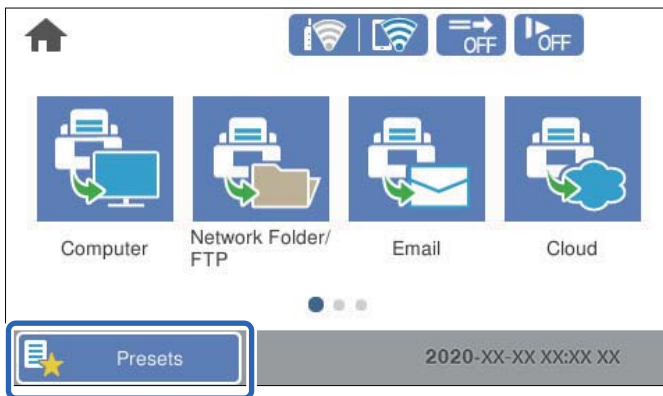 OFF
OFF
Computer
Network Folder/
FTP
Email
Cloud
Presets
2020-XX-XX XX:XX XX